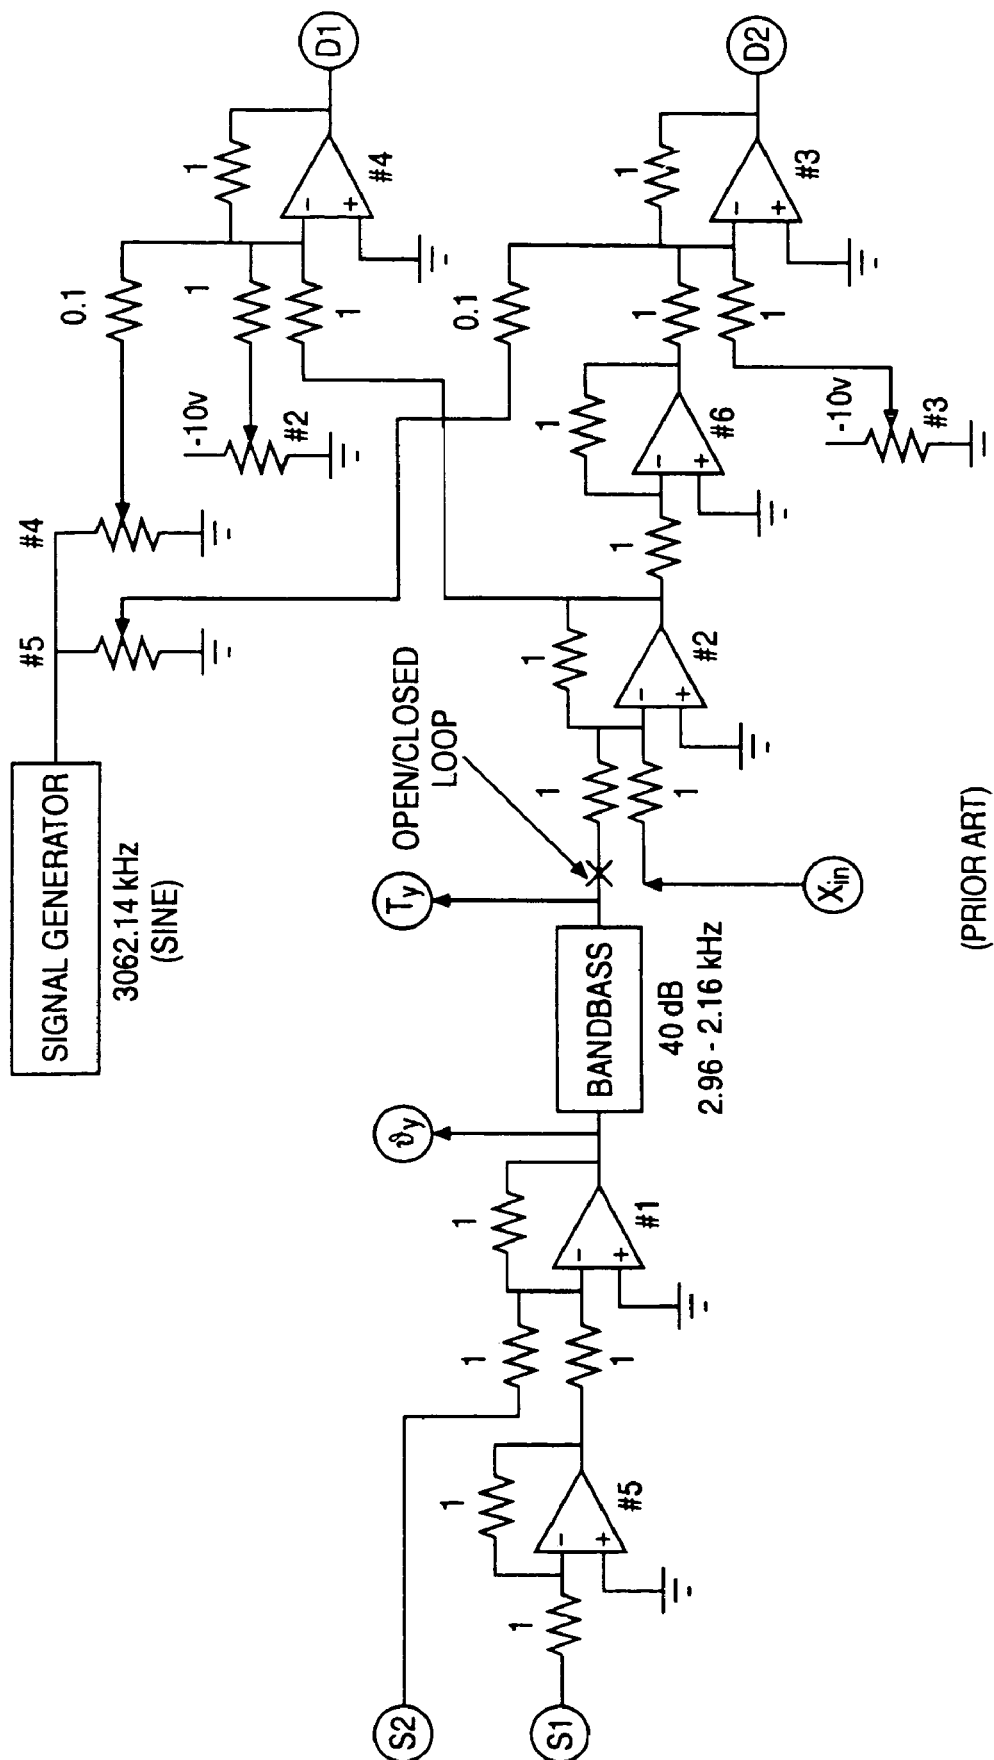 SIGNAL GENERATOR
3062.14 kHz
(SINE)
#5
#4
0.1
-10v
#2
1
1
1
-
+
#4
D1
0.1
OPEN/CLOSED
LOOP
S2
S1
1
1
-
+
#5
1
1
1
-
+
#1
ϑy
BANDBASS
40 dB
2.96 - 2.16 kHz
Ty
Xin
1
1
1
-
+
#2
1
1
-
+
#6
1
1
-10v
#3
1
-
+
#3
D2
(PRIOR ART)